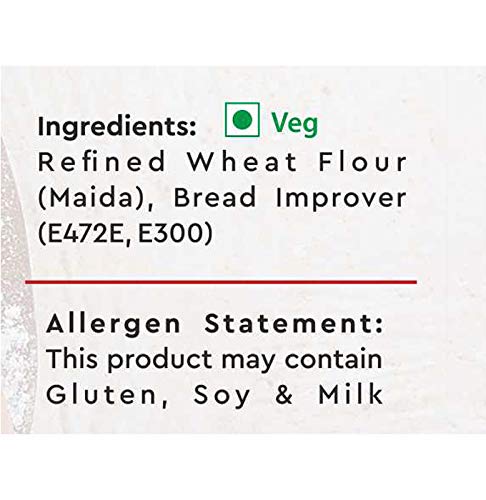 Ingredients: Veg
Refined Wheat Flour
(Maida), Bread Improver
(E472E, E300)
Allergen Statement:
This product may contain
Gluten, Soy & Milk